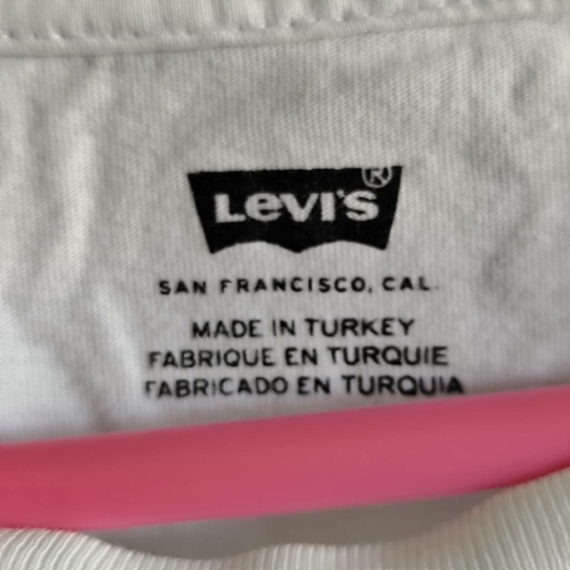 Levi's®
SAN FRANCISCO, CAL.
MADE IN TURKEY
FABRIQUE EN TURQUIE
FABRICADO EN TURQUIA